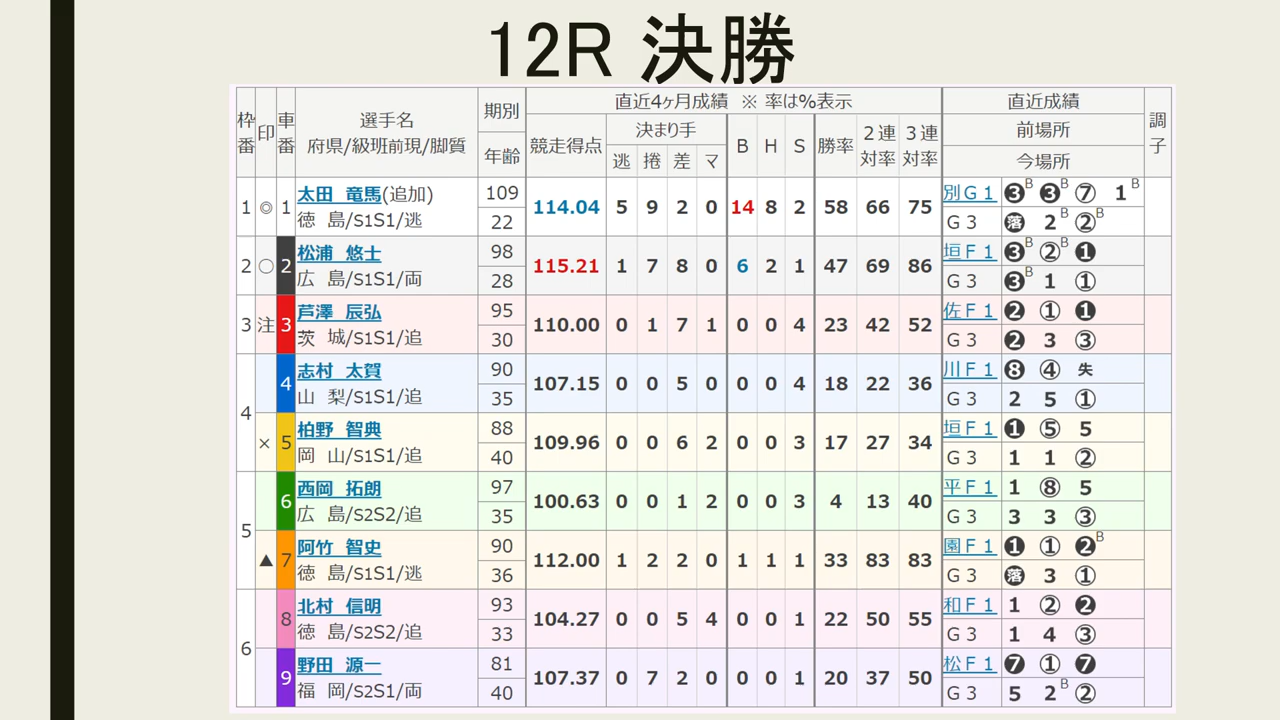 12R 決勝
枠番 印 車番 選手名 府県/級班前現/脚質 期別 年齢 直近4ヶ月成績 ※ 率は%表示 直近成績 調子
競走得点 決まり手 B H S 勝率 2連対率 3連対率 前場所
逃 捲 差 マ 今場所
1 ◎ 1 太田 竜馬(追加) 109 114.04 5 9 2 0 14 8 2 58 66 75 別G1 ❸B ❸B ⑦ 1B
徳 島/S1S1/逃 22 G3 落 2B ②B
2 ○ 2 松浦 悠士 98 115.21 1 7 8 0 6 2 1 47 69 86 垣F1 ❸B ②B ❶
広 島/S1S1/両 28 G3 ❸B 1 ①
3 注 3 芦澤 辰弘 95 110.00 0 1 7 1 0 0 4 23 42 52 佐F1 ❷ ① ❶
茨 城/S1S1/追 30 G3 ❷ 3 ③
4 4 志村 太賀 90 107.15 0 0 5 0 0 0 4 18 22 36 川F1 ❽ ④ 失
山 梨/S1S1/追 35 G3 2 5 ①
× 5 柏野 智典 88 109.96 0 0 6 2 0 0 3 17 27 34 垣F1 ❶ ⑤ 5
岡 山/S1S1/追 40 G3 1 1 ②
5 6 西岡 拓朗 97 100.63 0 0 1 2 0 0 3 4 13 40 平F1 1 ⑧ 5
広 島/S2S2/追 35 G3 3 3 ③
▲ 7 阿竹 智史 90 112.00 1 2 2 0 1 1 1 33 83 83 園F1 ❶ ① ❷B
徳 島/S1S1/逃 36 G3 落 3 ①
6 8 北村 信明 93 104.27 0 0 5 4 0 0 1 22 50 55 和F1 1 ② ❷
徳 島/S2S2/追 33 G3 1 4 ③
9 野田 源一 81 107.37 0 7 2 0 0 0 1 20 37 50 松F1 ❼ ① ❼
福 岡/S2S1/両 40 G3 5 2B ②